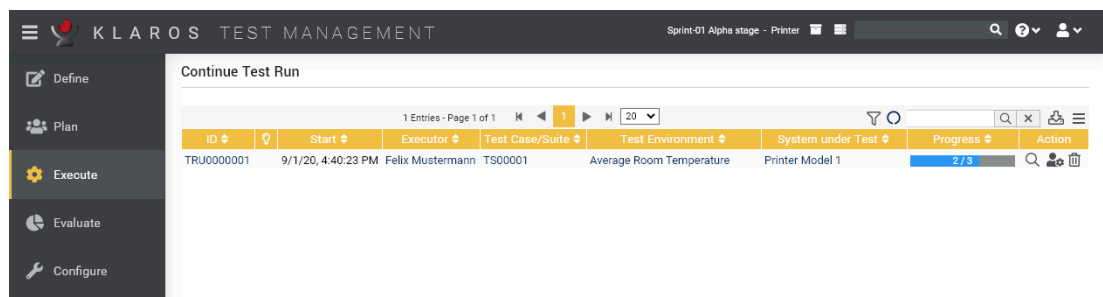 KLAROS TEST MANAGEMENT
Sprint-01 Alpha stage - Printer
Define
Plan
Execute
Evaluate
Configure
Continue Test Run
1 Entries - Page 1 of 1 1 20
ID Start Executor Test Case/Suite Test Environment System under Test Progress Action
TRU0000001 9/1/20, 4:40:23 PM Felix Mustermann TS00001 Average Room Temperature Printer Model 1 2 / 3